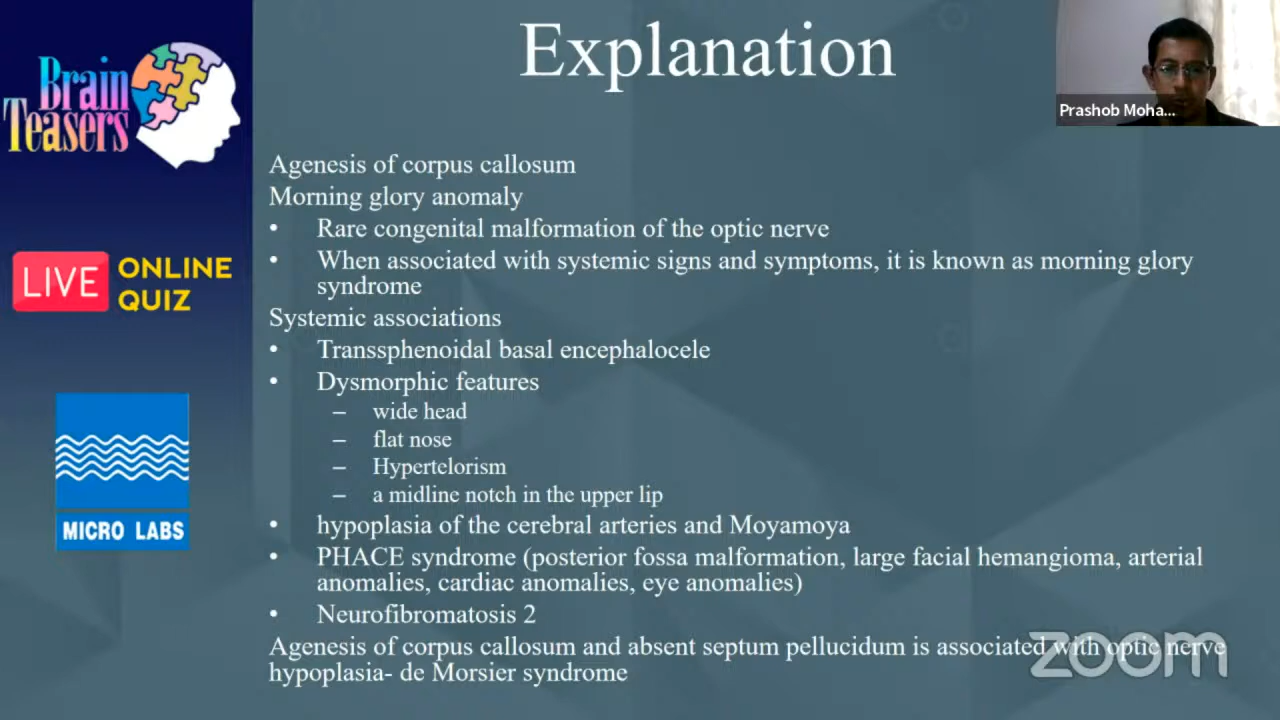 Explanation
Prashob Moha...
Brain
Teasers
LIVE
ONLINE
QUIZ
MICRO LABS
Agenesis of corpus callosum
Morning glory anomaly
• Rare congenital malformation of the optic nerve
• When associated with systemic signs and symptoms, it is known as morning glory
syndrome
Systemic associations
• Transsphenoidal basal encephalocele
• Dysmorphic features
– wide head
– flat nose
– Hypertelorism
– a midline notch in the upper lip
• hypoplasia of the cerebral arteries and Moyamoya
• PHACE syndrome (posterior fossa malformation, large facial hemangioma, arterial
anomalies, cardiac anomalies, eye anomalies)
• Neurofibromatosis 2
Agenesis of corpus callosum and absent septum pellucidum is associated with optic nerve
hypoplasia- de Morsier syndrome
zoom